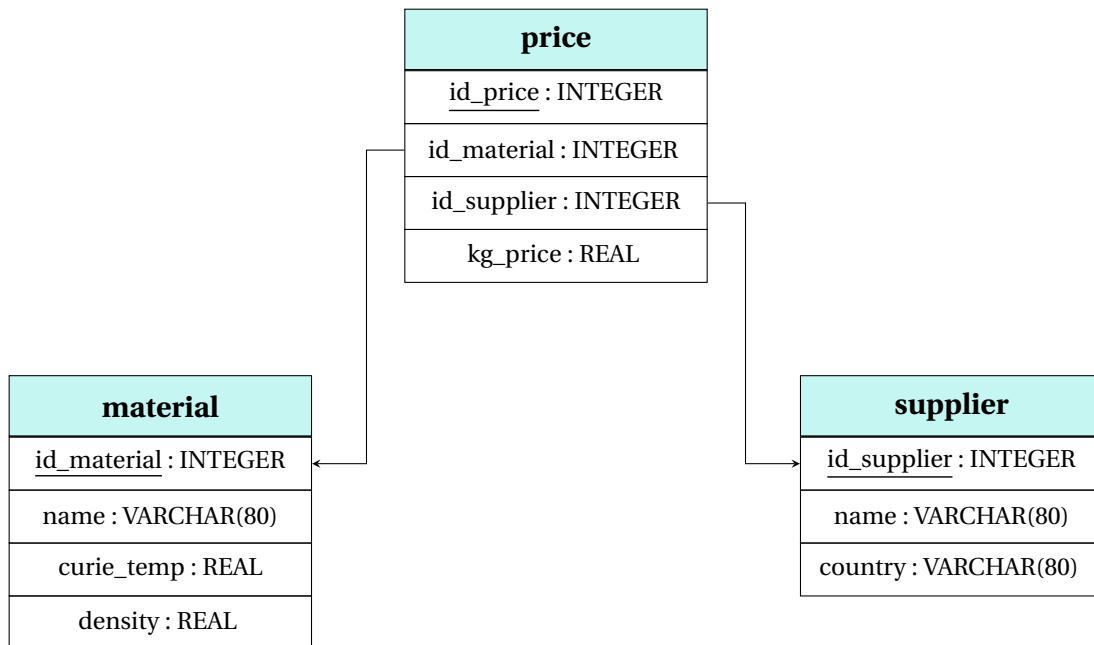 price
id_price : INTEGER
id_material : INTEGER
id_supplier : INTEGER
kg_price : REAL
material
id_material : INTEGER
name : VARCHAR(80)
curie_temp : REAL
density : REAL
supplier
id_supplier : INTEGER
name : VARCHAR(80)
country : VARCHAR(80)